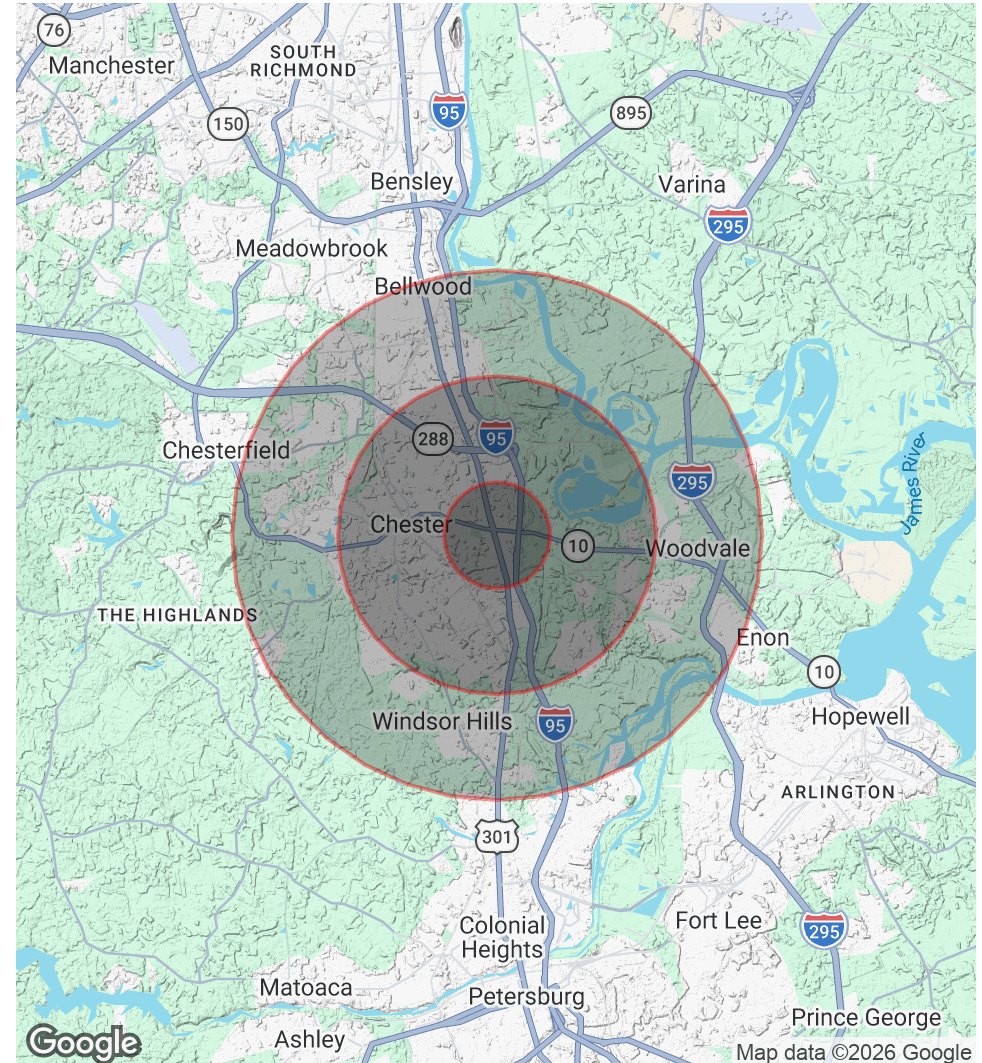 76
Manchester
SOUTH
RICHMOND
95
895
150
Bensley
Varina
295
Meadowbrook
Bellwood
288
95
Chesterfield
295
James River
Chester
10
Woodvale
THE HIGHLANDS
Enon
10
Windsor Hills
95
Hopewell
ARLINGTON
301
Colonial
Heights
Fort Lee
295
Matoaca
Petersburg
Prince George
Ashley
Google
Map data ©2026 Google